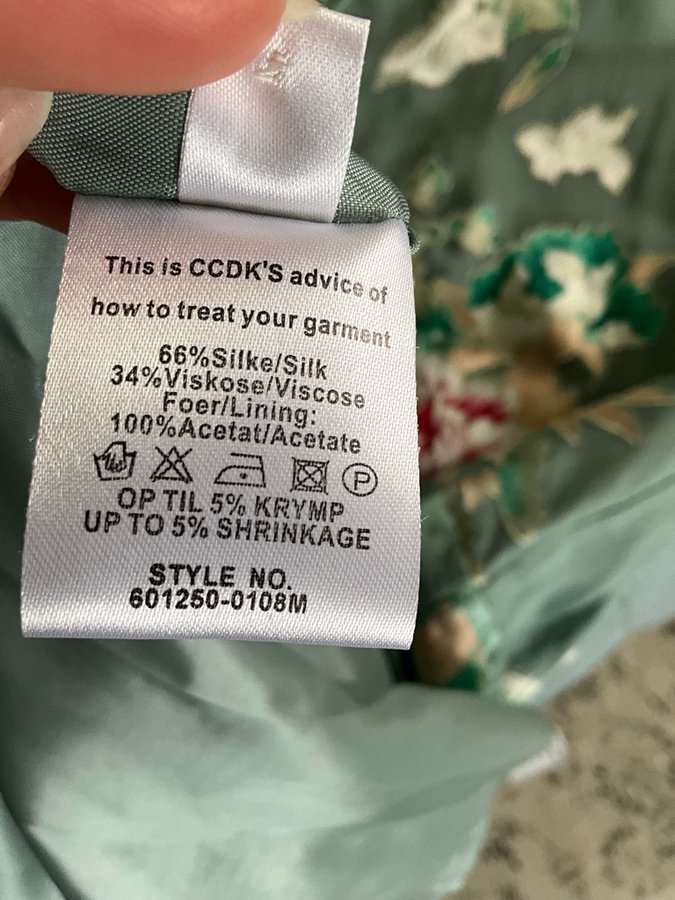 M
This is CCDK'S advice of
how to treat your garment
66%Silke/Silk
34%Viskose/Viscose
Foer/Lining:
100%Acetat/Acetate
P
OP TIL 5% KRYMP
UP TO 5% SHRINKAGE
STYLE NO.
601250-0108M